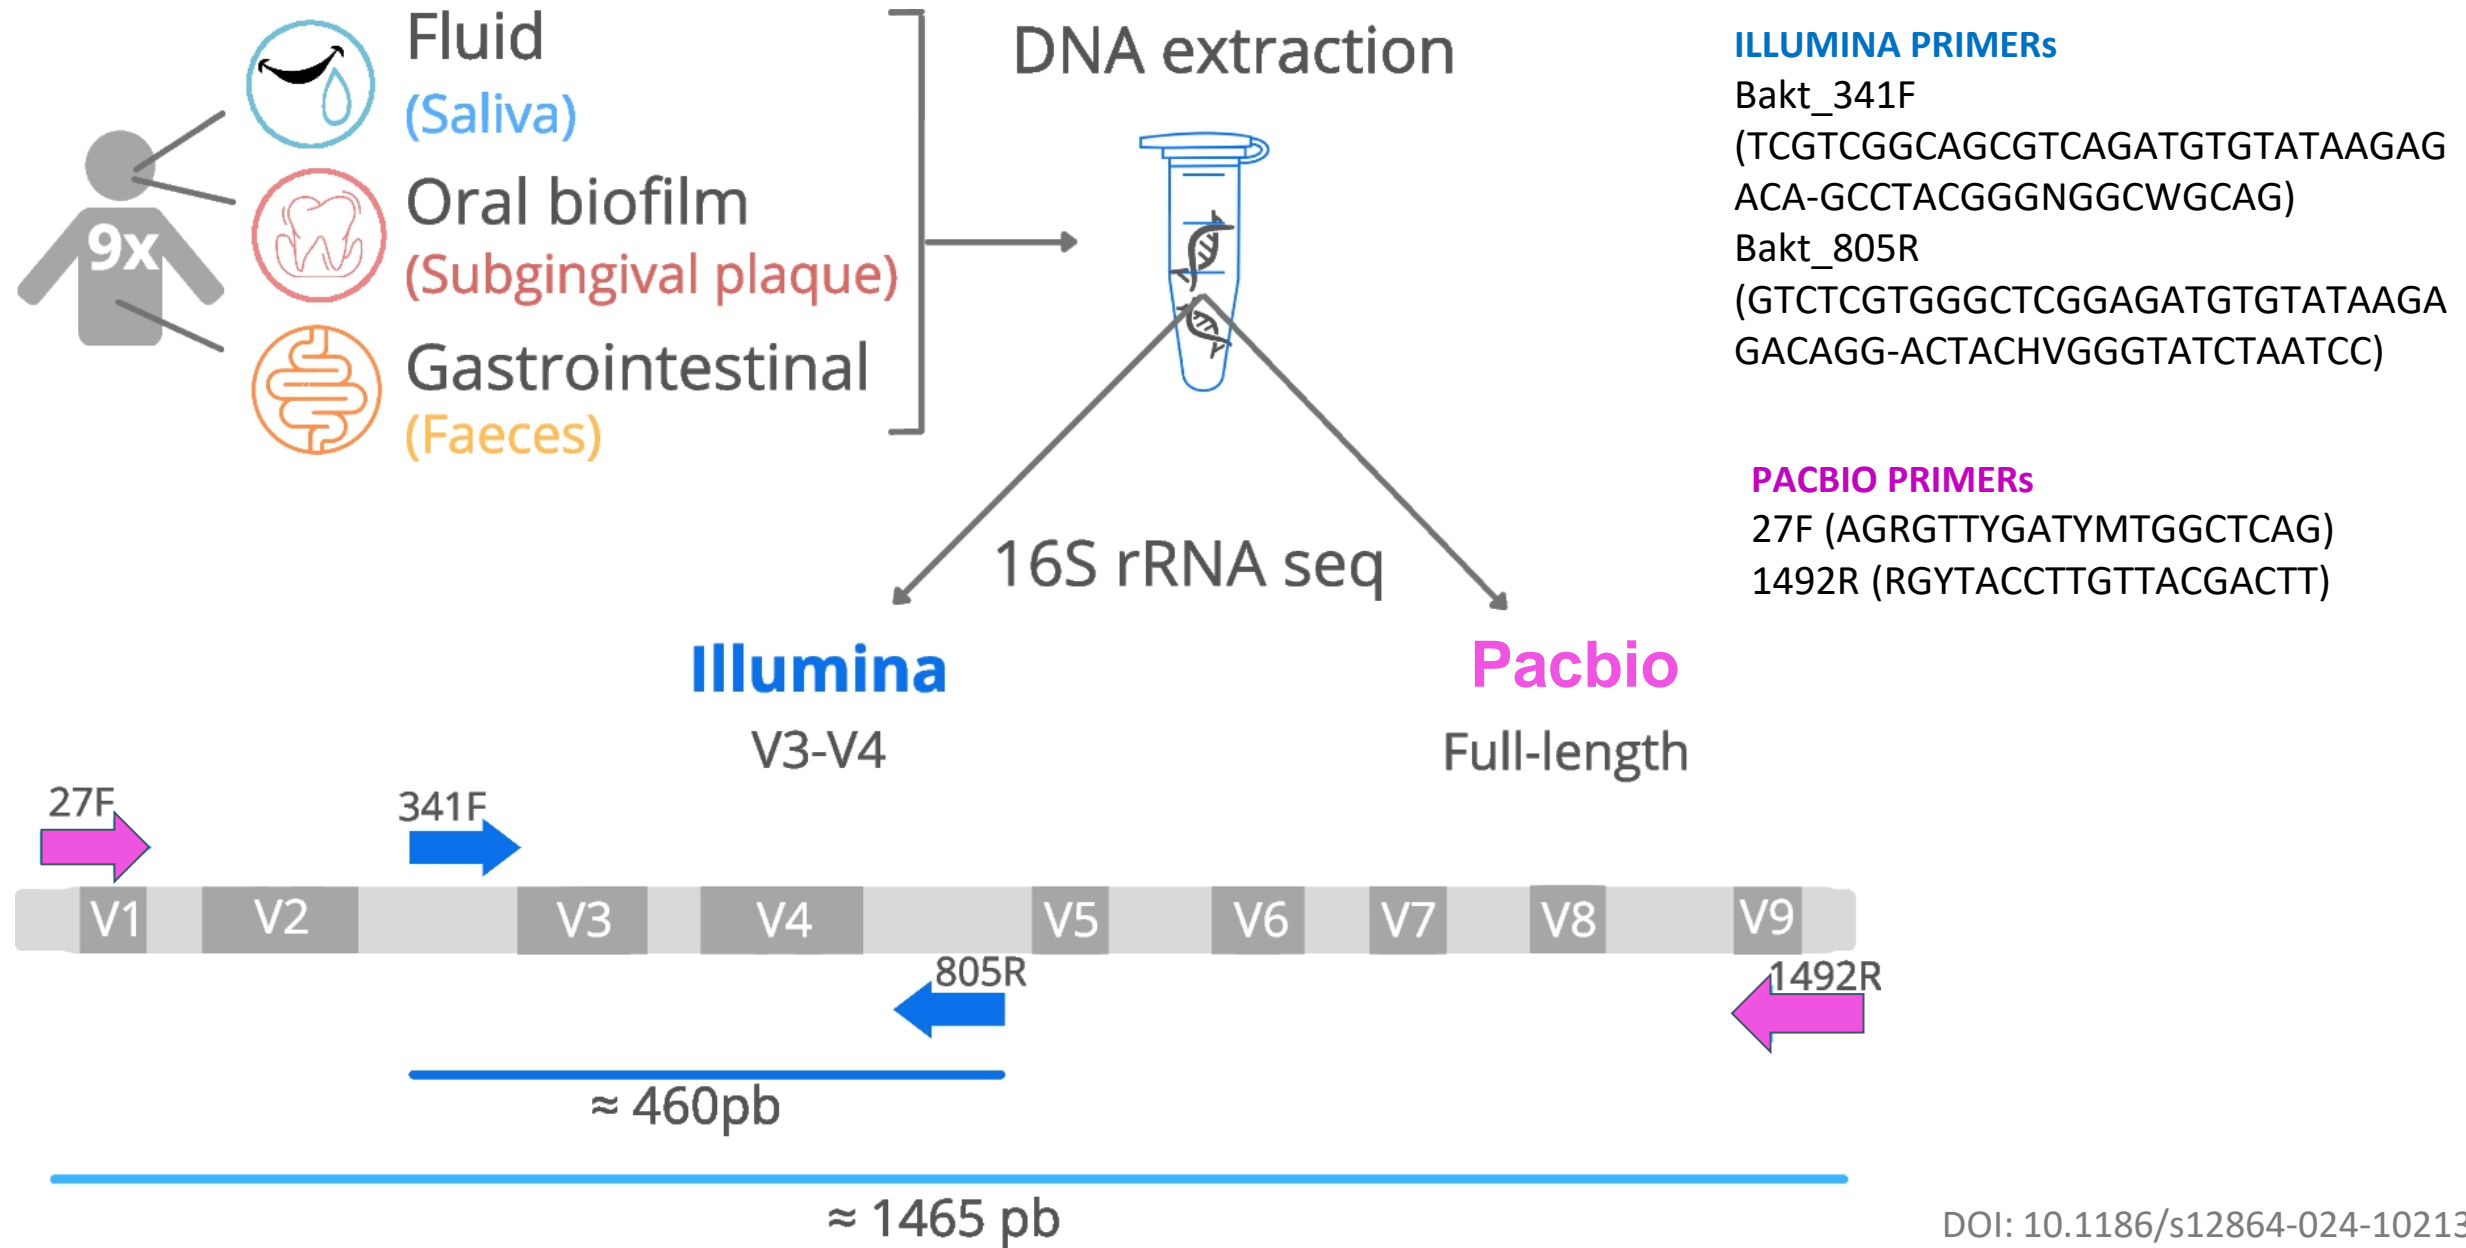 Fluid
(Saliva)
Oral biofilm
(Subgingival plaque)
Gastrointestinal
(Faeces)
9x
DNA extraction
ILLUMINA PRIMERs
Bakt_341F
(TCGTCGGCAGCGTCAGATGTGTATAAGAG
ACA-GCCTACGGGNGGCWGCAG)
Bakt_805R
(GTCTCGTGGGCTCGGAGATGTGTATAAGA
GACAGG-ACTACHVGGGTATCTAATCC)
PACBIO PRIMERs
27F (AGRGTTYGATYMTGGCTCAG)
1492R (RGYTACCTTGTTACGACTT)
16S rRNA seq
Illumina
V3-V4
Pacbio
Full-length
27F
341F
V1 V2 V3 V4 V5 V6 V7 V8 V9
805R
1492R
≈ 460pb
≈ 1465 pb
DOI: 10.1186/s12864-024-10213